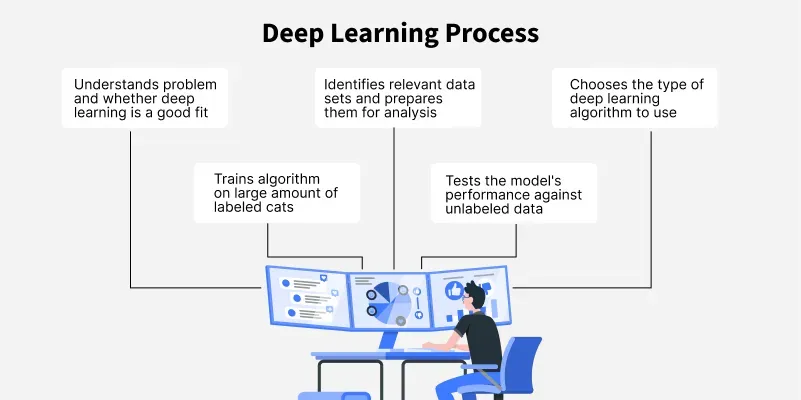 Deep Learning Process
Understands problem
and whether deep
learning is a good fit
Identifies relevant data
sets and prepares
them for analysis
Chooses the type of
deep learning
algorithm to use
Trains algorithm
on large amount of
labeled cats
Tests the model's
performance against
unlabeled data